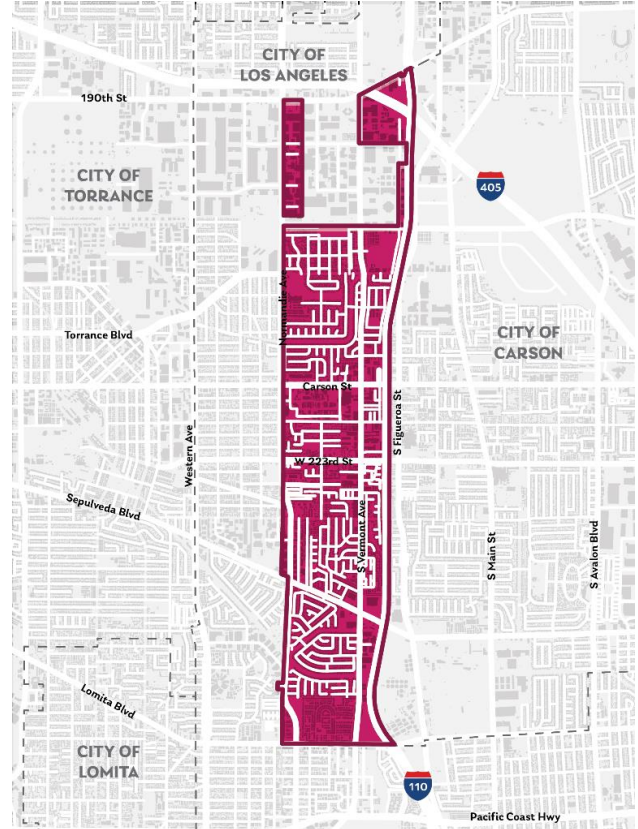 CITY OF
LOS ANGELES
190th St
CITY OF
TORRANCE
405
Normandie Ave
Torrance Blvd
CITY OF
CARSON
Carson St
S Figueroa St
Western Ave
W 223rd St
Sepulveda Blvd
S Vermont Ave
S Main St
S Avalon Blvd
Lomita Blvd
CITY OF
LOMITA
110
Pacific Coast Hwy